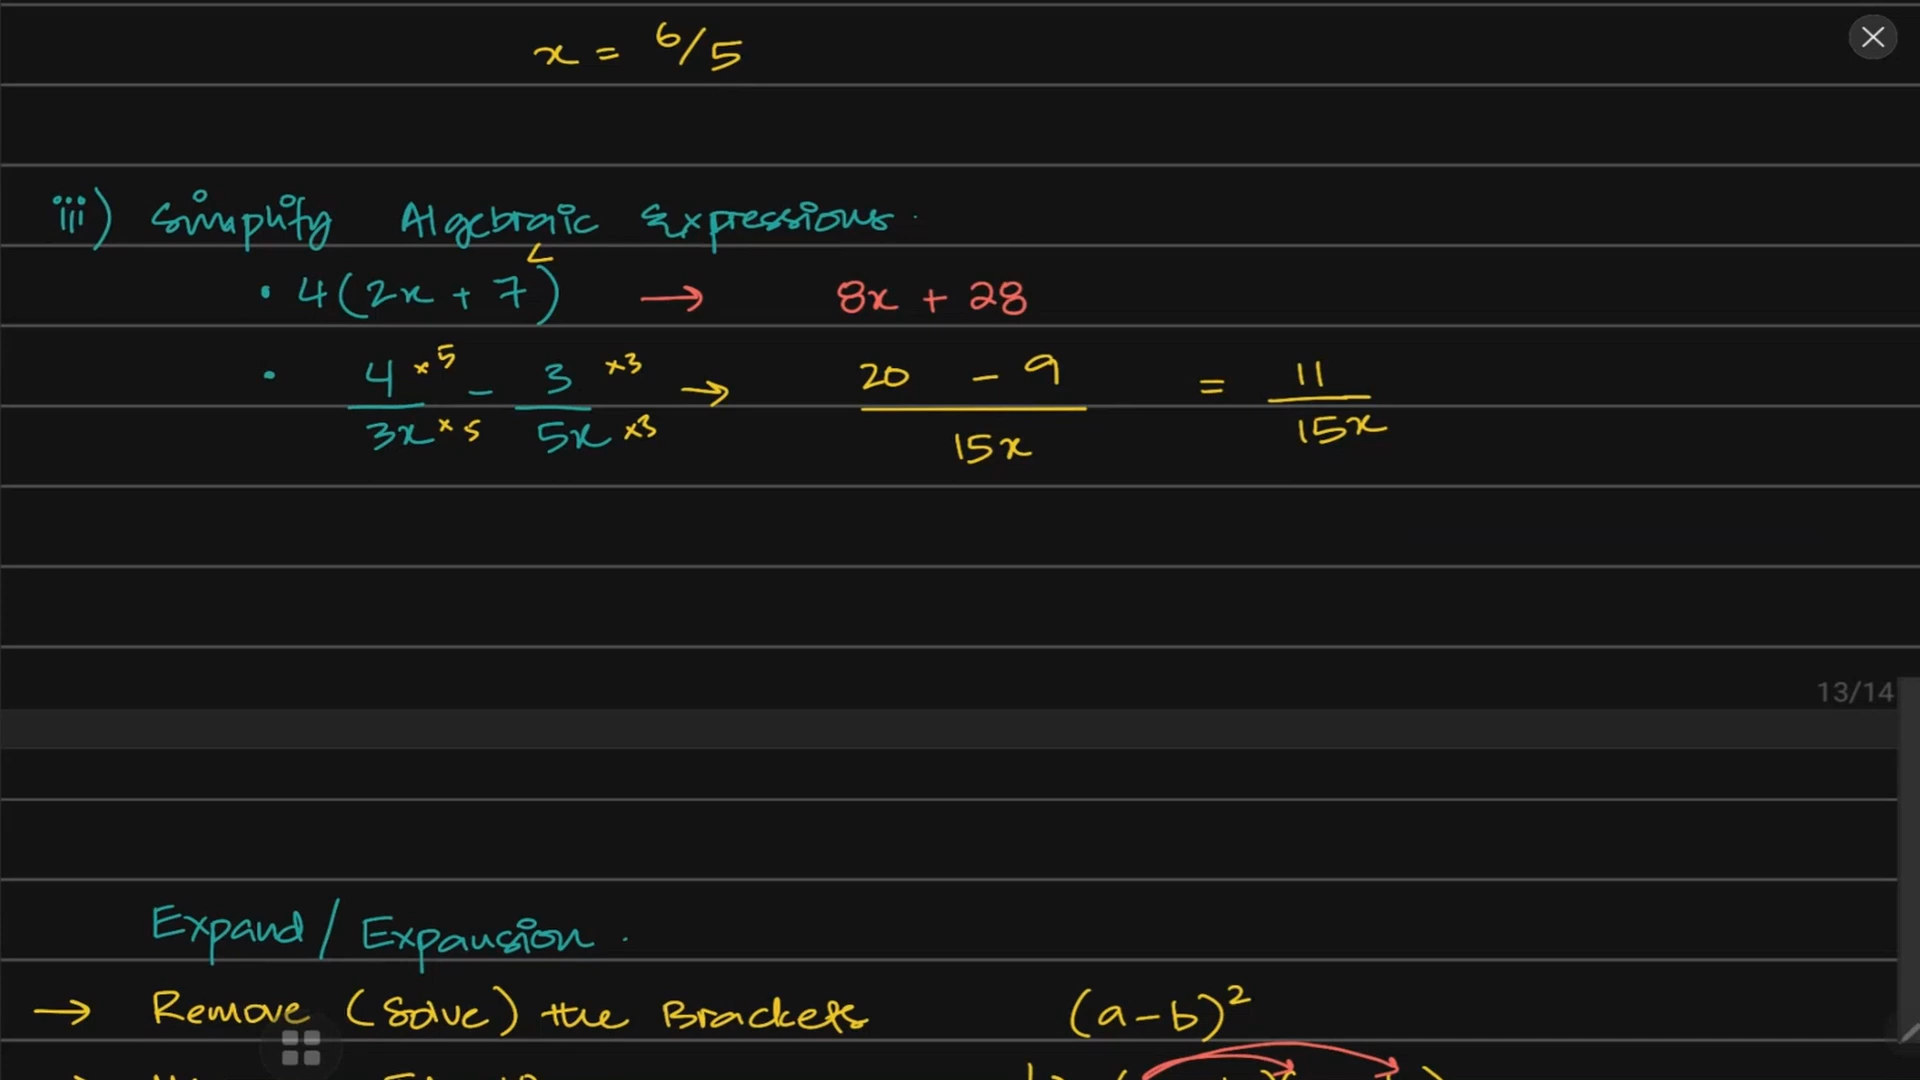 x = 6/5
iii) Simplify Algebraic Expressions.
• 4(2x + 7) → 8x + 28
• 4×5/3x×5 - 3×3/5x×3 → 20 - 9/15x = 11/15x
13/14
Expand/Expansion.
→ Remove (Solve) the Brackets (a-b)²